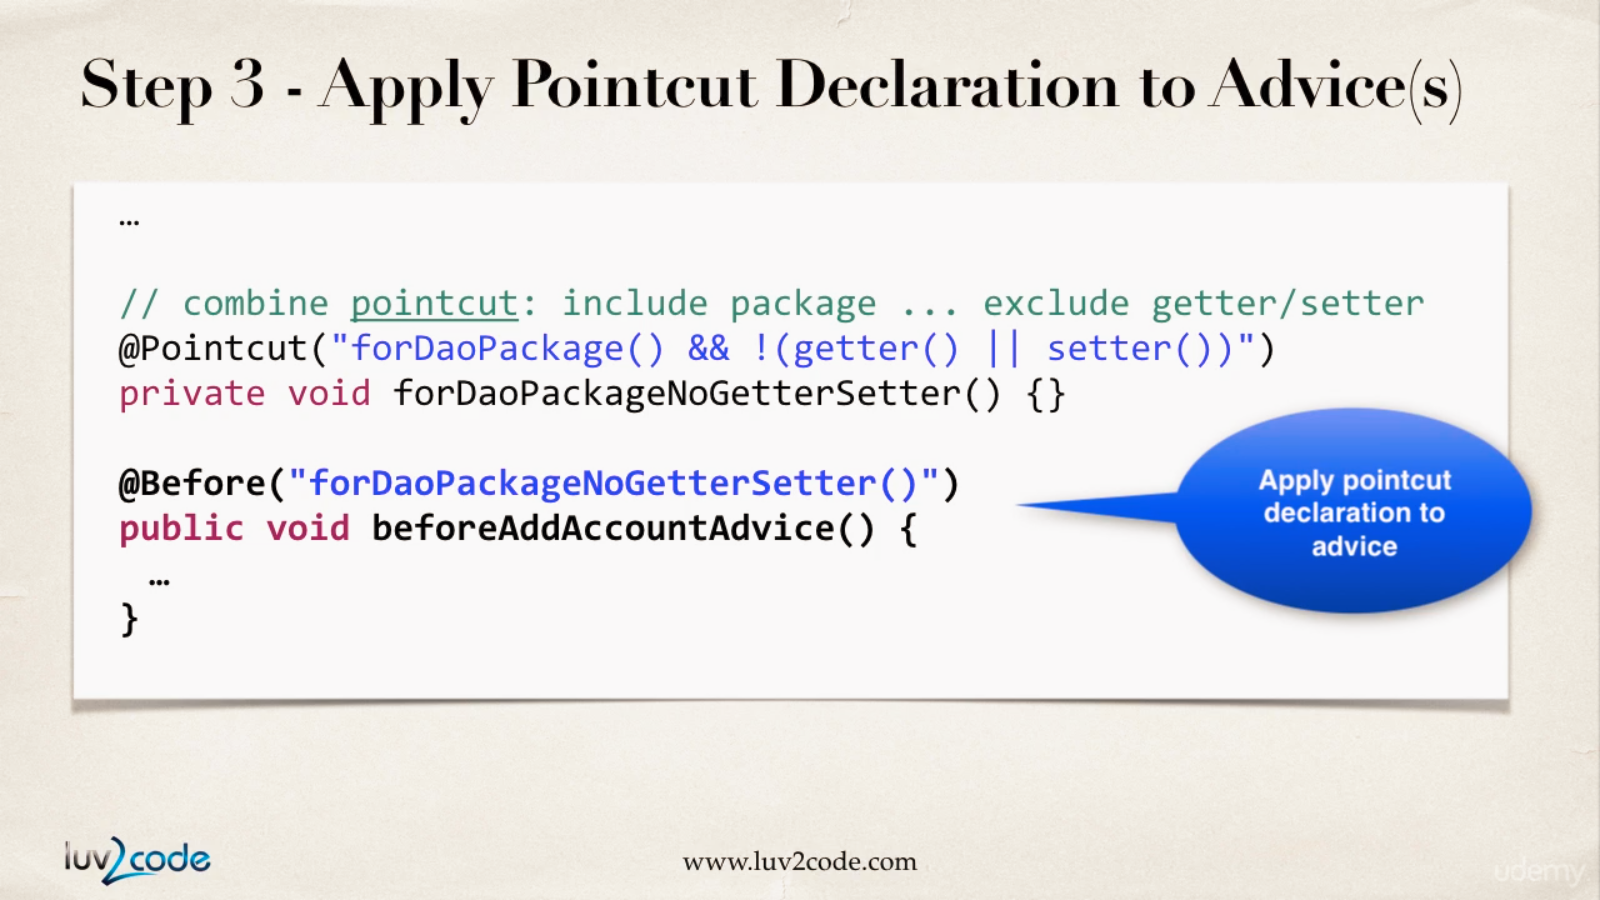 Step 3 - Apply Pointcut Declaration to Advice(s)
…
// combine pointcut: include package ... exclude getter/setter
@Pointcut("forDaoPackage() && !(getter() || setter())")
private void forDaoPackageNoGetterSetter() {}
@Before("forDaoPackageNoGetterSetter()")
public void beforeAddAccountAdvice() {
…
}
Apply pointcut
declaration to
advice
luv2code
www.luv2code.com
udemy